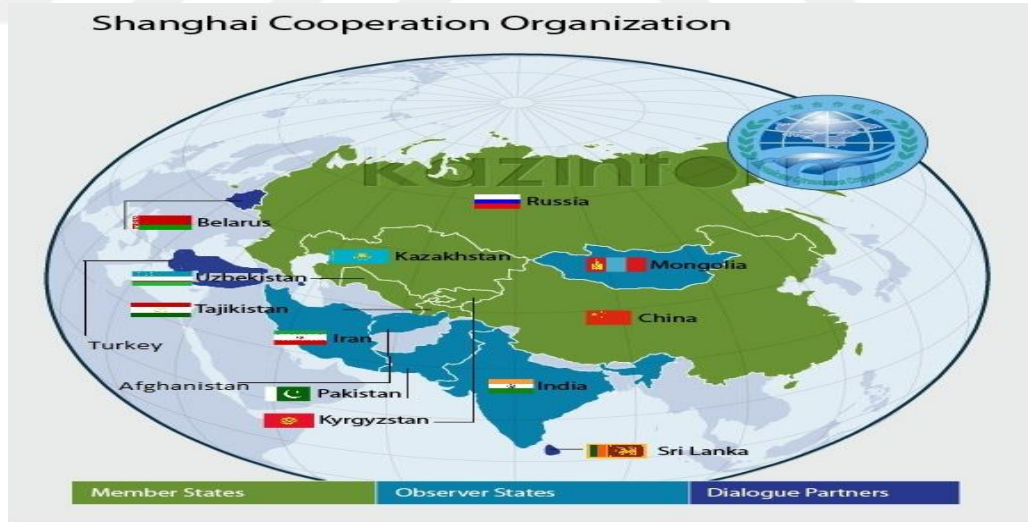 Shanghai Cooperation Organization
kazinform
Russia
Belarus
Kazakhstan
Mongolia
Uzbekistan
Tajikistan
China
Iran
Turkey
Afghanistan
Pakistan
India
Kyrgyzstan
Sri Lanka
Member States
Observer States
Dialogue Partners